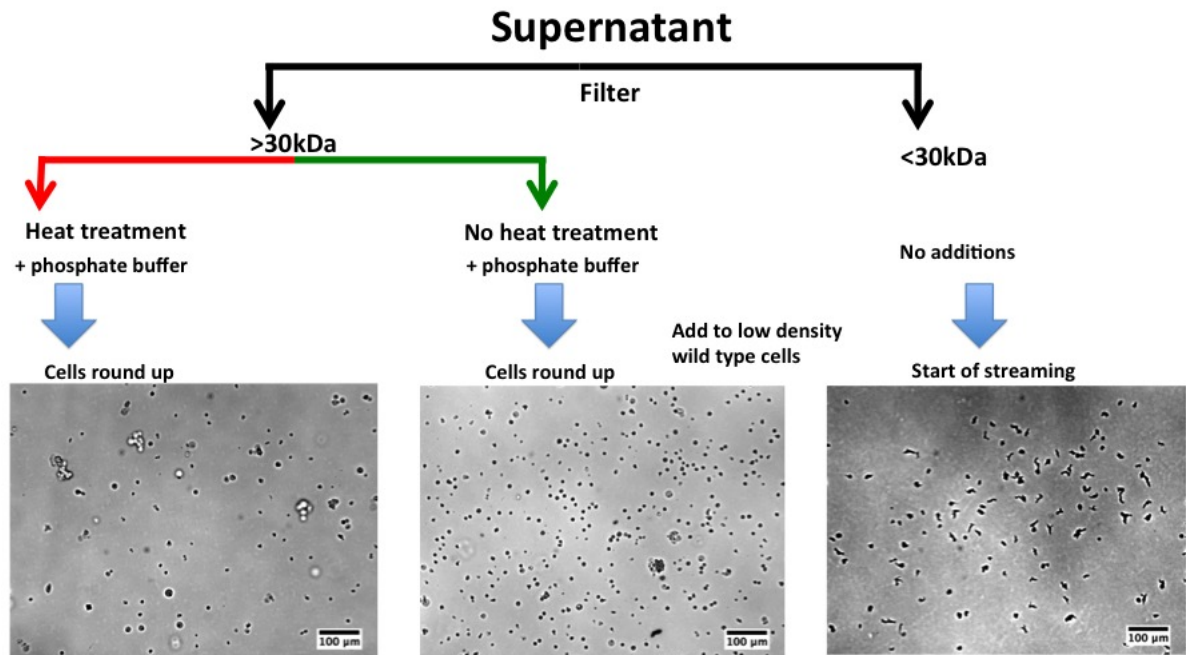 Supernatant
Filter
>30kDa
<30kDa
Heat treatment
+ phosphate buffer
No heat treatment
+ phosphate buffer
No additions
Add to low density
wild type cells
Cells round up
Cells round up
Start of streaming
100 µm
100 µm
100 µm